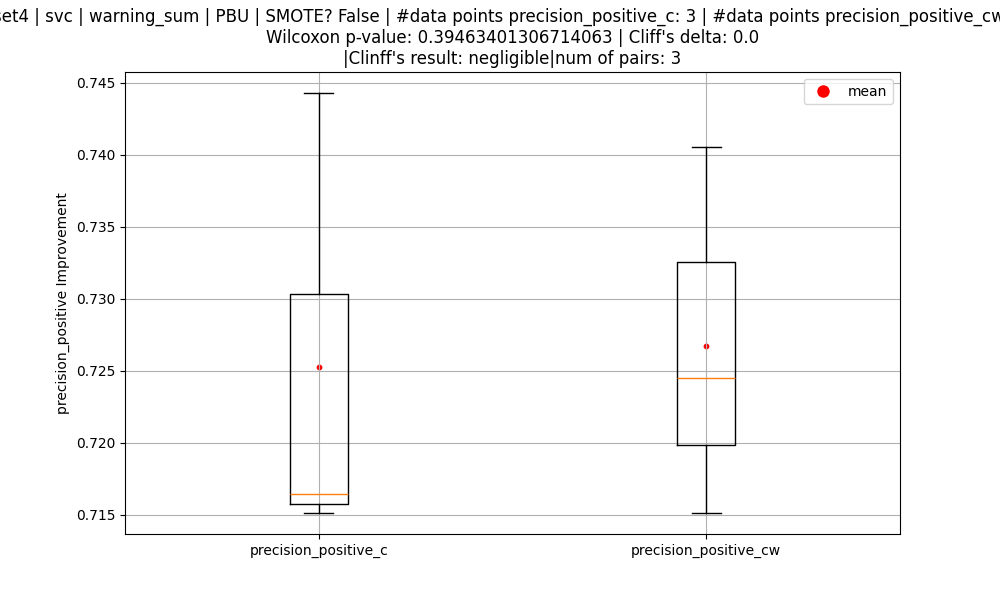 set4 | svc | warning_sum | PBU | SMOTE? False | #data points precision_positive_c: 3 | #data points precision_positive_cw
Wilcoxon p-value: 0.39463401306714063 | Cliff's delta: 0.0
|Clinff's result: negligible|num of pairs: 3
mean
0.745
0.740
0.735
0.730
0.725
0.720
0.715
precision_positive Improvement
precision_positive_c
precision_positive_cw